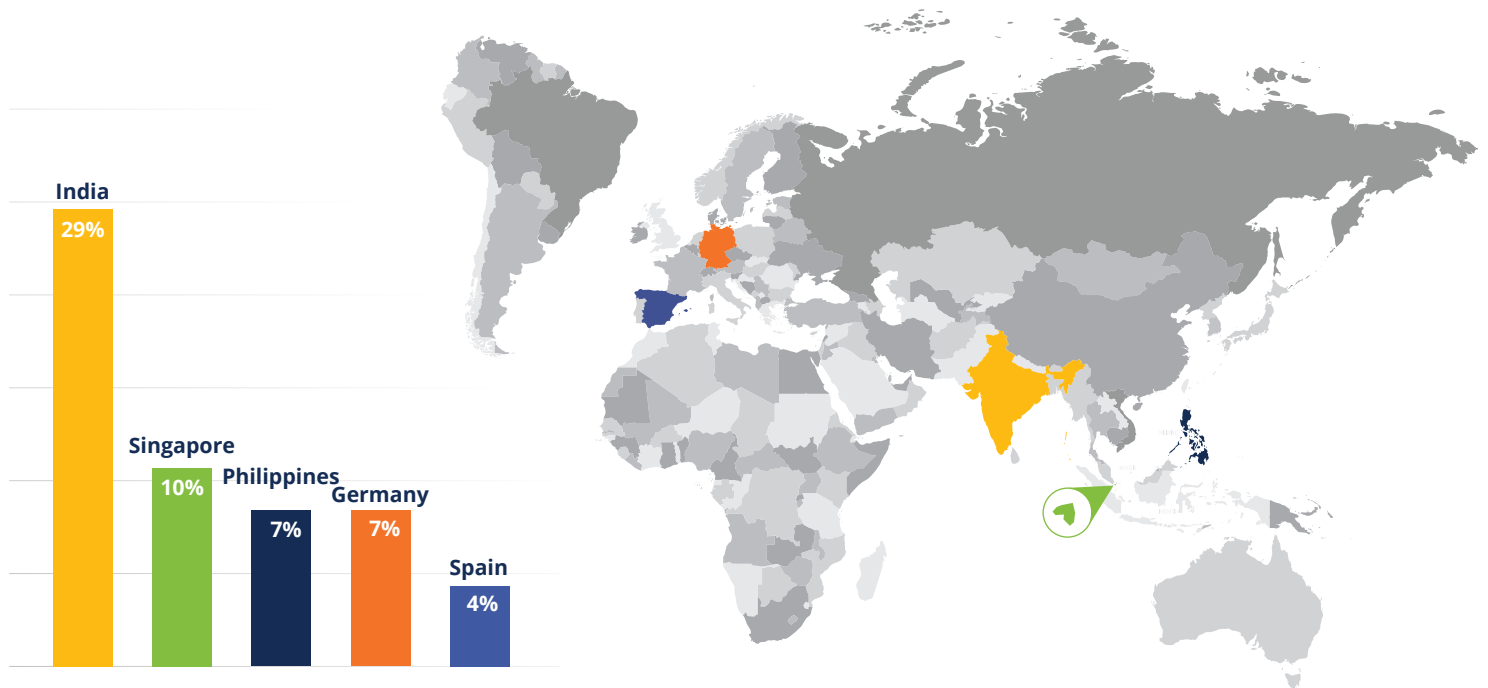 India
29%
Singapore
10%
Philippines
7%
Germany
7%
Spain
4%